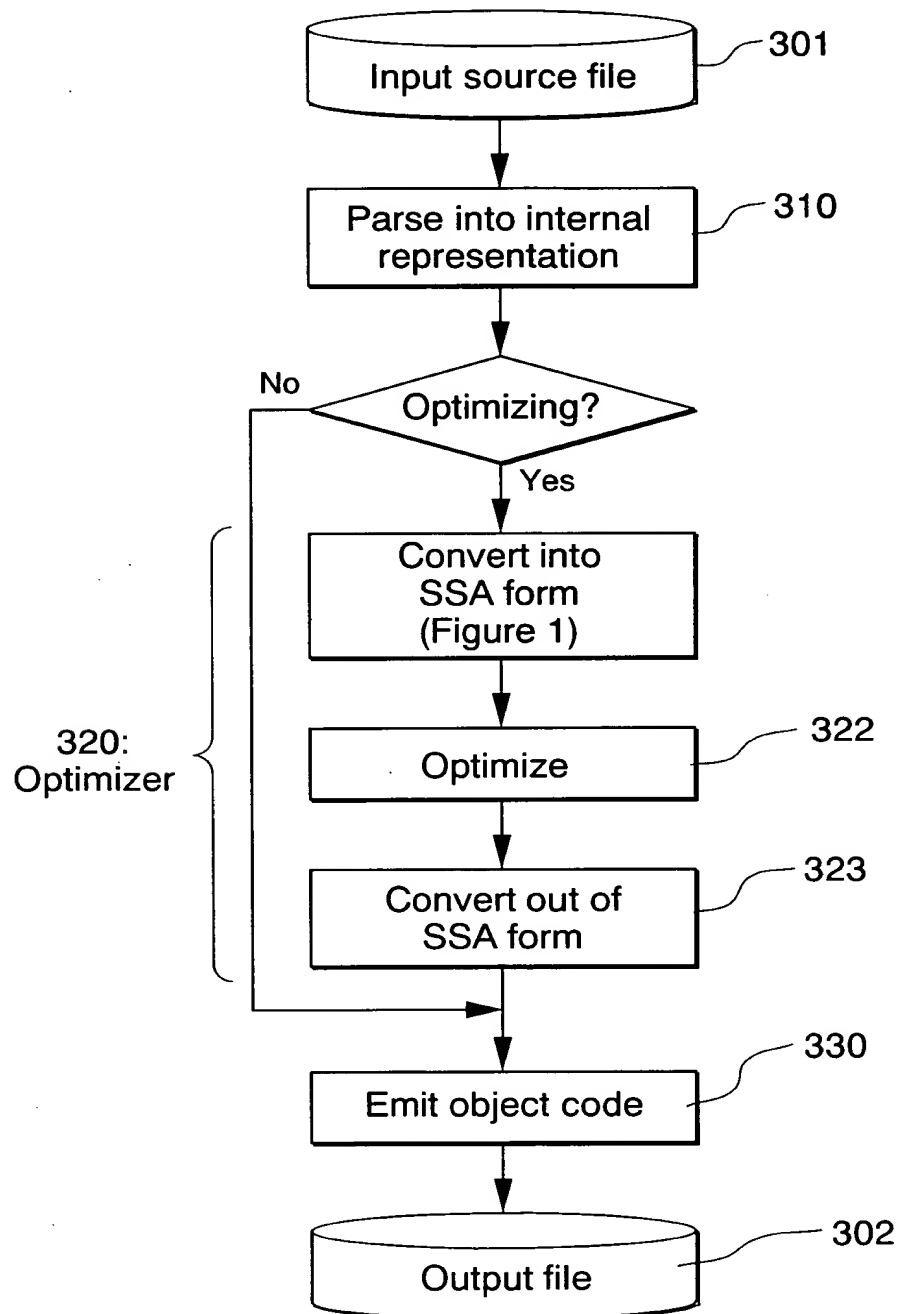 301
Input source file
310
Parse into internal
representation
No
Optimizing?
Yes
Convert into
SSA form
(Figure 1)
320:
Optimizer
322
Optimize
323
Convert out of
SSA form
330
Emit object code
302
Output file